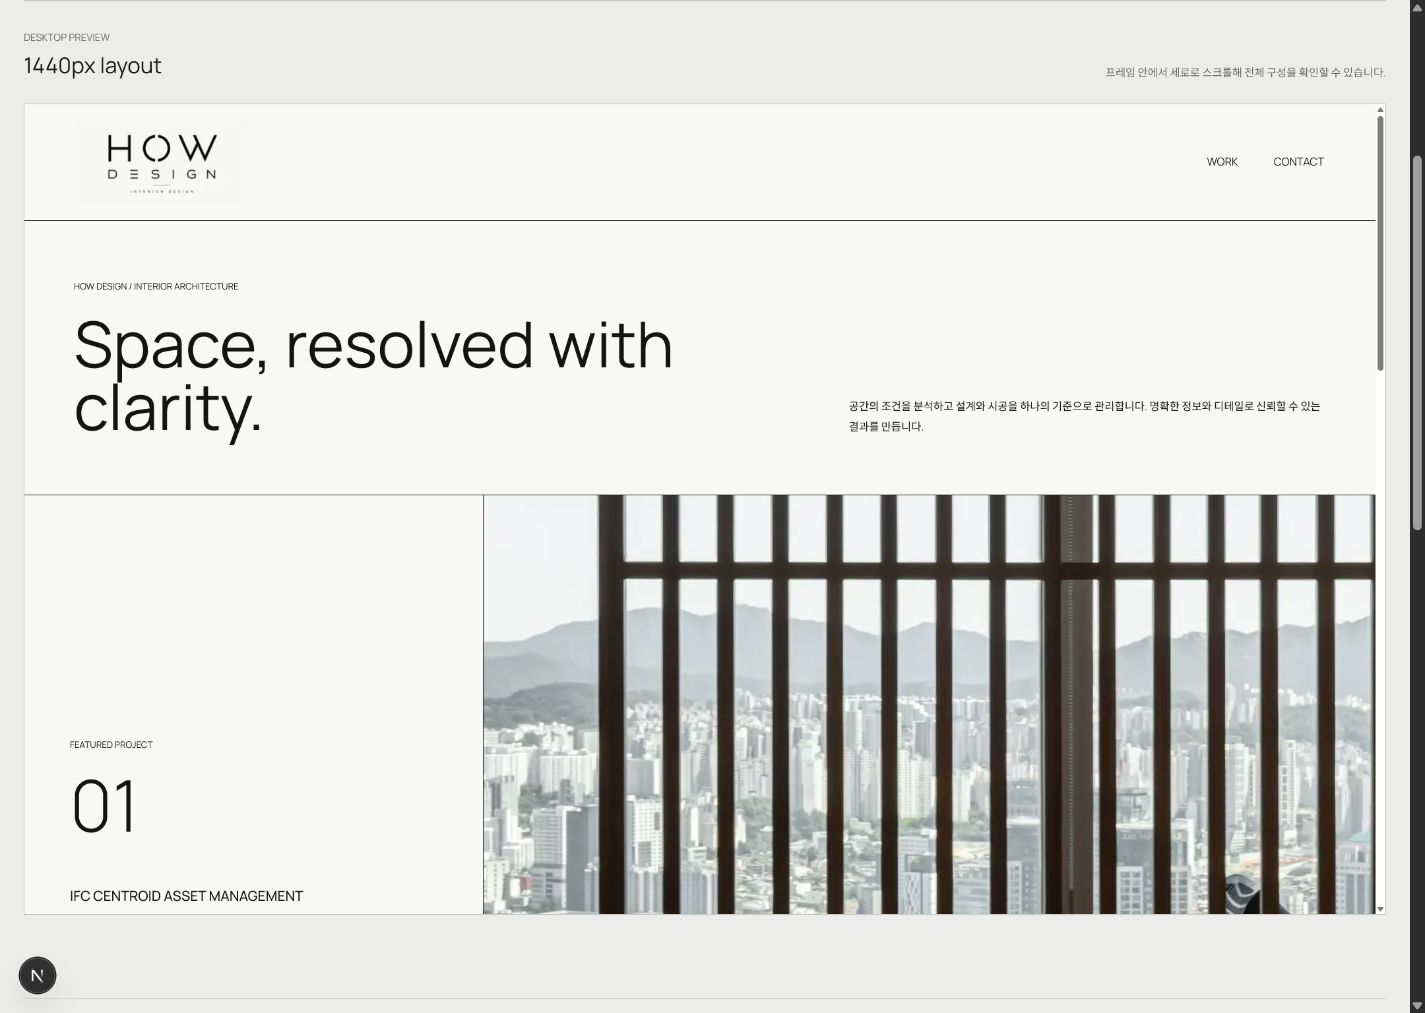 DESKTOP PREVIEW
1440px layout
프레임 안에서 세로로 스크롤해 전체 구성을 확인할 수 있습니다.
HOW
DESIGN
INTERIOR DESIGN
WORK
CONTACT
HOW DESIGN / INTERIOR ARCHITECTURE
Space, resolved with
clarity.
공간의 조건을 분석하고 설계와 시공을 하나의 기준으로 관리합니다. 명확한 정보와 디테일로 신뢰할 수 있는
결과를 만듭니다.
FEATURED PROJECT
01
IFC CENTROID ASSET MANAGEMENT
N